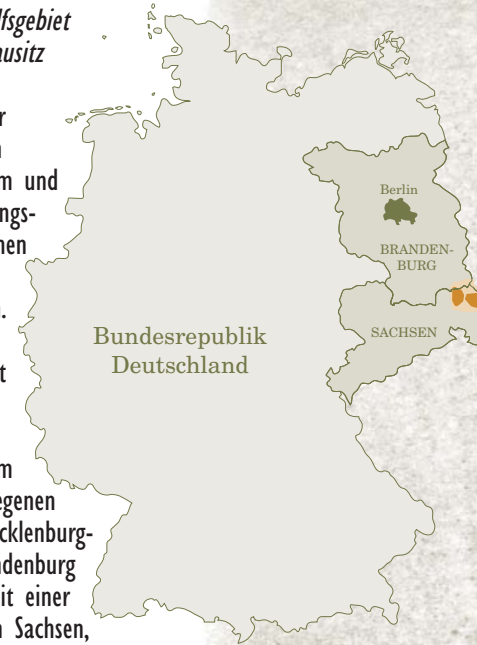 Bundesrepublik
Deutschland
Berlin
BRANDEN-
BURG
SACHSEN
lfsgebiet
usitz
r
m und
ngs-
nen
t
m
egenen
cklenburg-
ndenburg
it einer
n Sachsen,